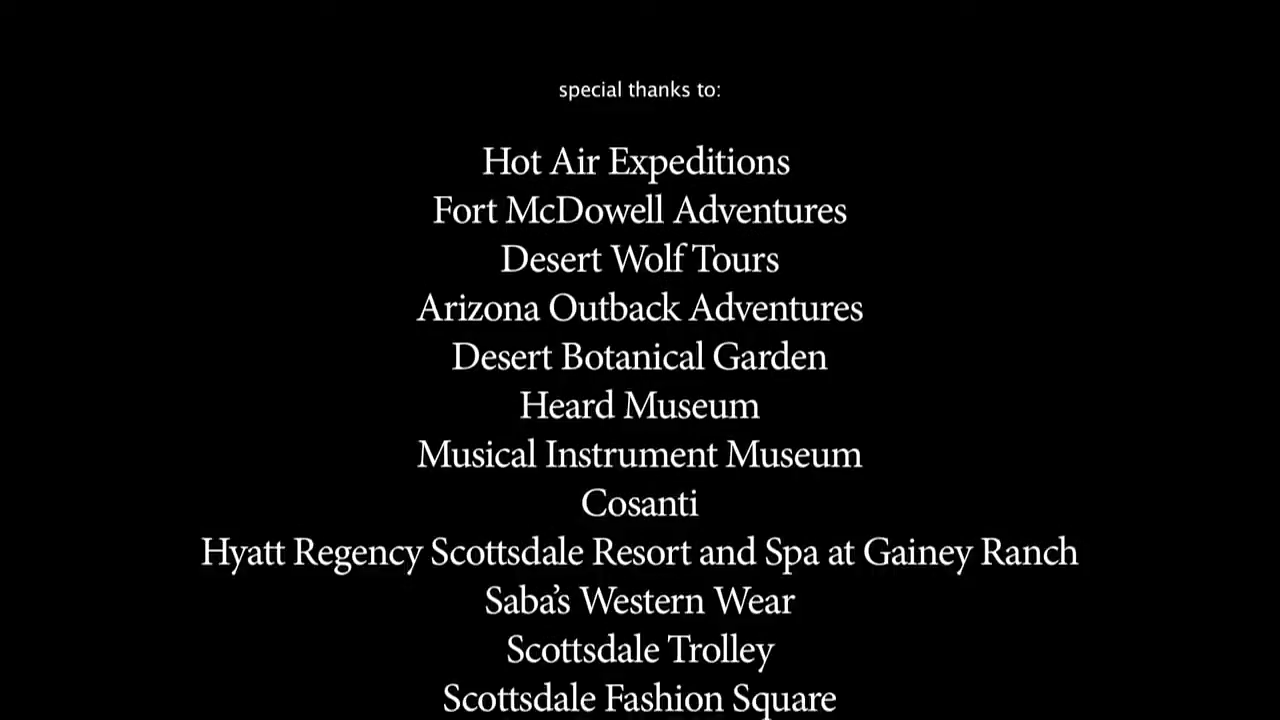 special thanks to:
Hot Air Expeditions
Fort McDowell Adventures
Desert Wolf Tours
Arizona Outback Adventures
Desert Botanical Garden
Heard Museum
Musical Instrument Museum
Cosanti
Hyatt Regency Scottsdale Resort and Spa at Gainey Ranch
Saba's Western Wear
Scottsdale Trolley
Scottsdale Fashion Square